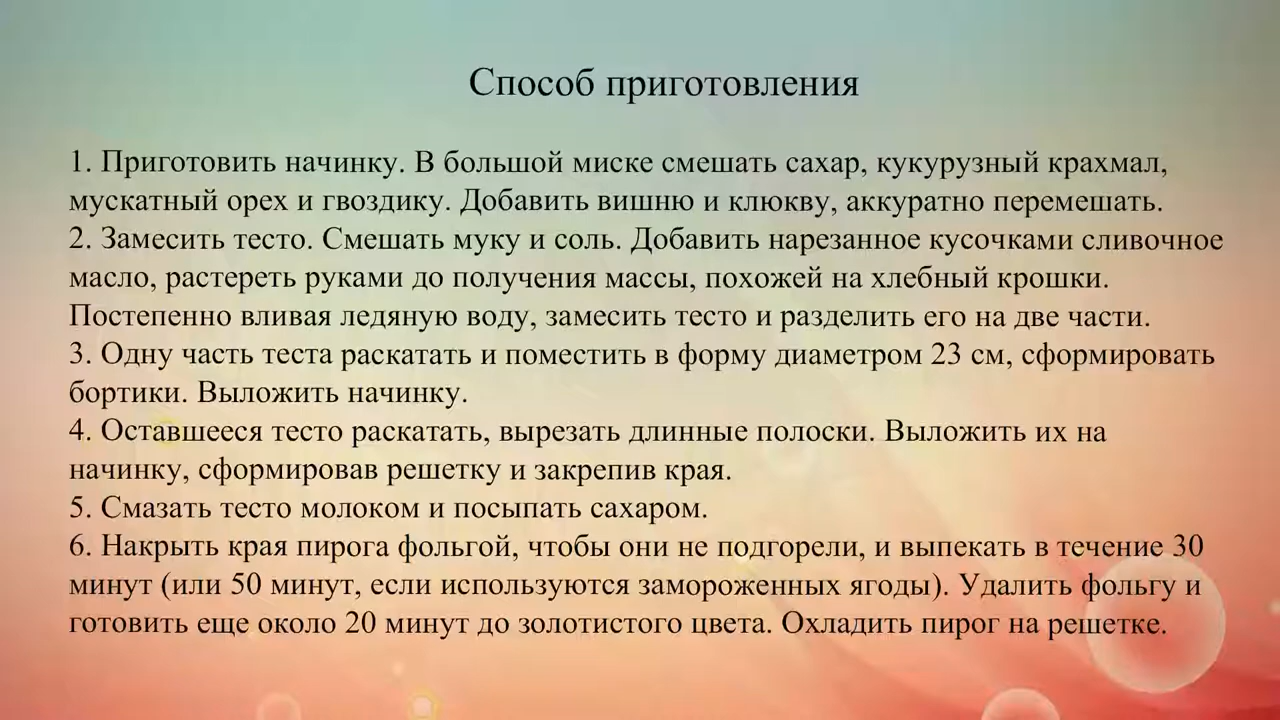 Способ приготовления
1. Приготовить начинку. В большой миске смешать сахар, кукурузный крахмал,
мускатный орех и гвоздику. Добавить вишню и клюкву, аккуратно перемешать.
2. Замесить тесто. Смешать муку и соль. Добавить нарезанное кусочками сливочное
масло, растереть руками до получения массы, похожей на хлебный крошки.
Постепенно вливая ледяную воду, замесить тесто и разделить его на две части.
3. Одну часть теста раскатать и поместить в форму диаметром 23 см, сформировать
бортики. Выложить начинку.
4. Оставшееся тесто раскатать, вырезать длинные полоски. Выложить их на
начинку, сформировав решетку и закрепив края.
5. Смазать тесто молоком и посыпать сахаром.
6. Накрыть края пирога фольгой, чтобы они не подгорели, и выпекать в течение 30
минут (или 50 минут, если используются замороженных ягоды). Удалить фольгу и
готовить еще около 20 минут до золотистого цвета. Охладить пирог на решетке.